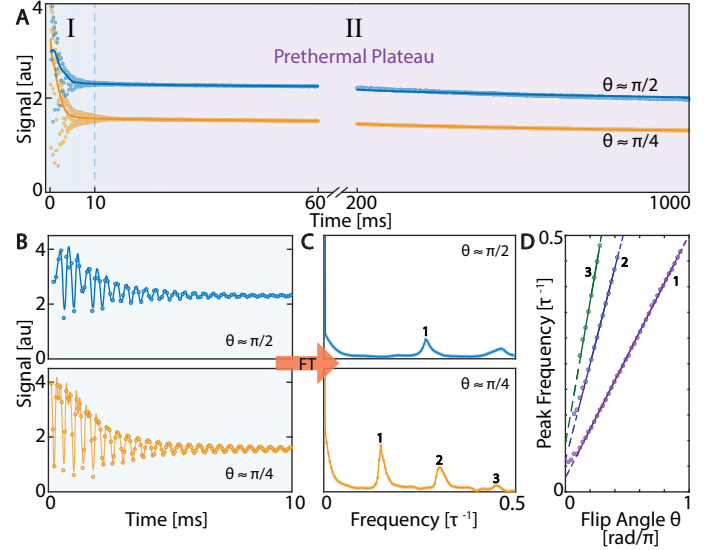 A
I
II
Prethermal Plateau
Signal [au]
4
2
0
θ ≈ π/2
θ ≈ π/4
0
10
60
200
1000
Time [ms]
B
C
D
4
2
0
θ ≈ π/2
θ ≈ π/2
1
FT
Signal [au]
4
2
0
θ ≈ π/4
θ ≈ π/4
1
2
3
0
10
Time [ms]
0
0.5
Frequency [τ⁻¹]
0.5
3
2
1
Peak Frequency [τ⁻¹]
0
0
1
Flip Angle θ
[rad/π]